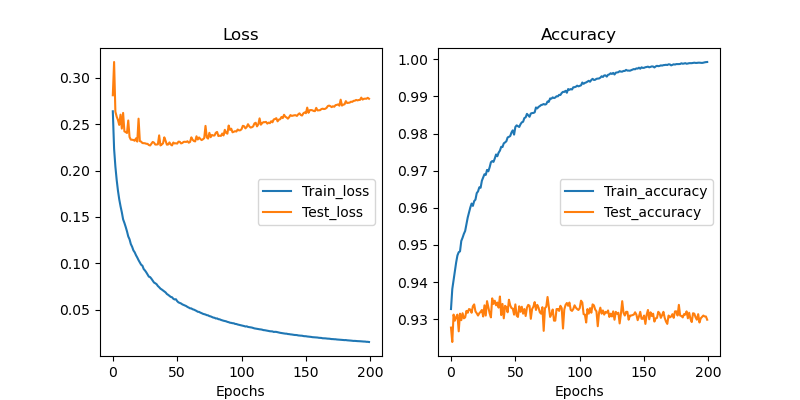 Loss
0.30
0.25
0.20
0.15
0.10
0.05
Train_loss
Test_loss
0 50 100 150 200
Epochs
Accuracy
1.00
0.99
0.98
0.97
0.96
0.95
0.94
0.93
Train_accuracy
Test_accuracy
0 50 100 150 200
Epochs